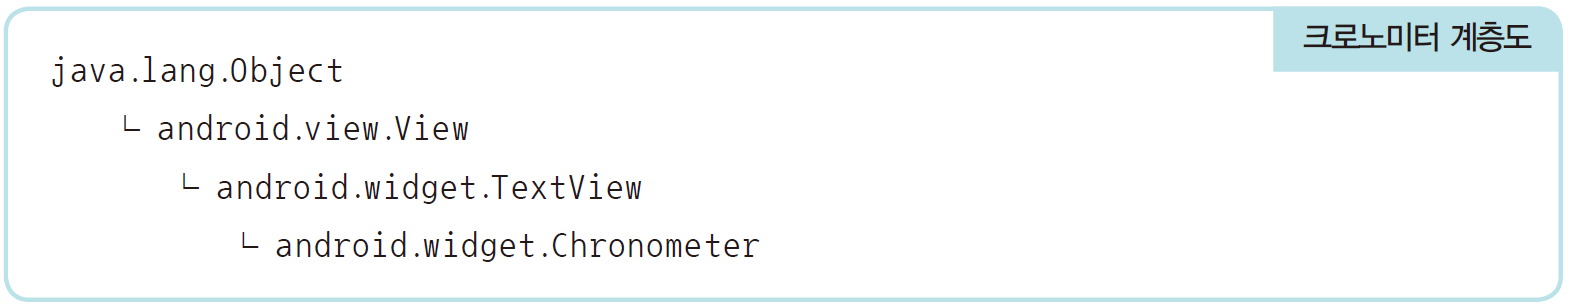 크로노미터 계층도
java.lang.Object
└ android.view.View
└ android.widget.TextView
└ android.widget.Chronometer